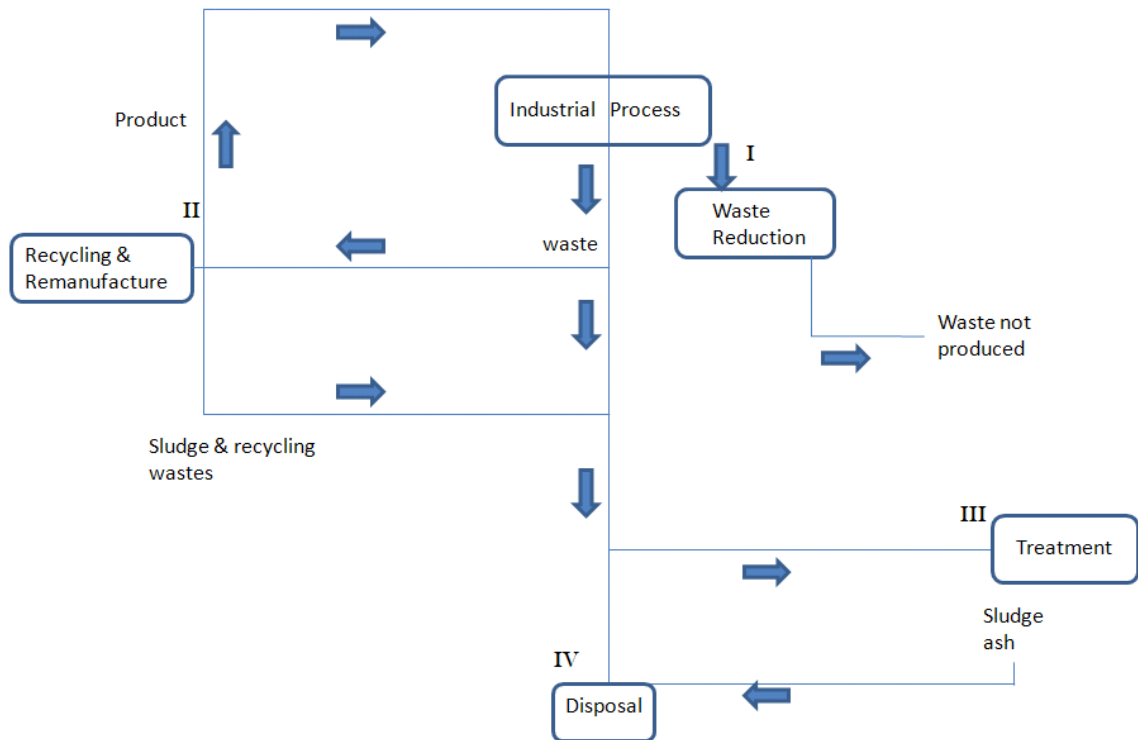 Industrial Process
Product
I
II
Waste
Reduction
waste
Recycling &
Remanufacture
Waste not
produced
Sludge & recycling
wastes
III
Treatment
Sludge
ash
IV
Disposal